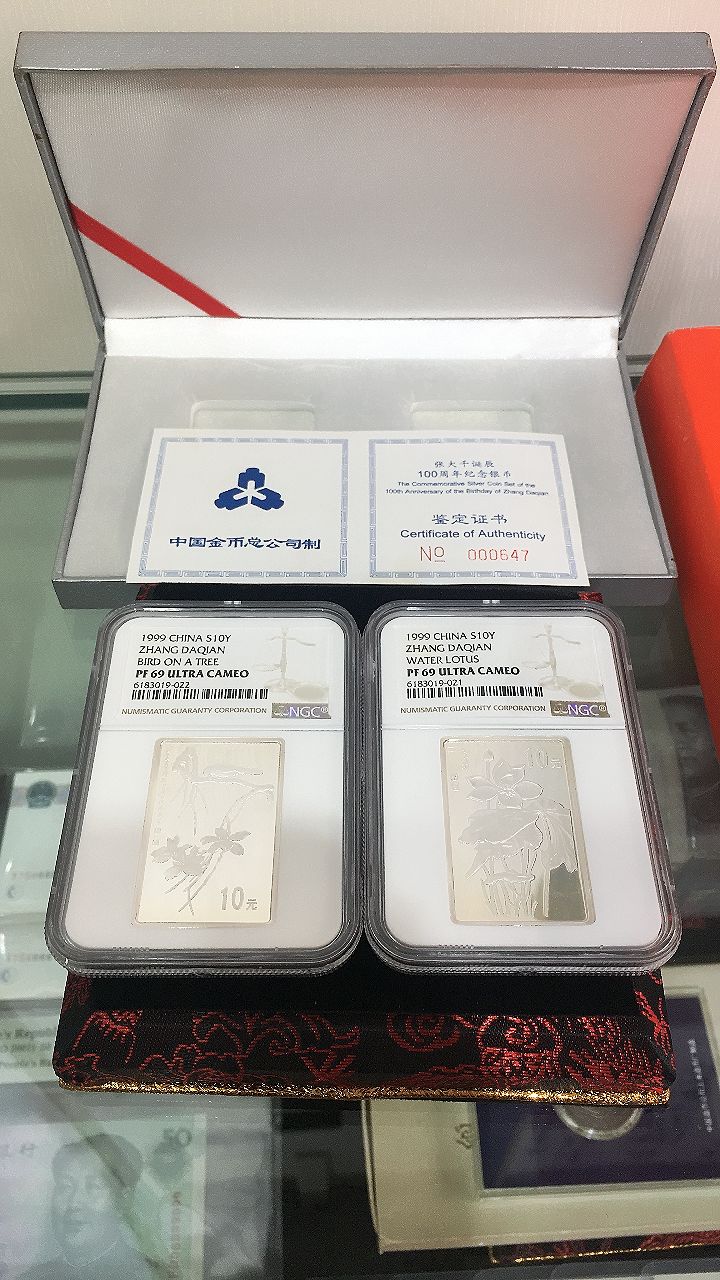 中国金币总公司制
张大千诞辰
100周年纪念银币
The Commemorative Silver Coin Set of the
100th Anniversary of the Birthday of Zhang Daqian
鉴定证书
Certificate of Authenticity
№ 000647
1999 CHINA S10Y
ZHANG DAQIAN
BIRD ON A TREE
PF 69 ULTRA CAMEO
6183019-022
NUMISMATIC GUARANTY CORPORATION NGC®
1999 CHINA S10Y
ZHANG DAQIAN
WATER LOTUS
PF 69 ULTRA CAMEO
6183019-021
NUMISMATIC GUARANTY CORPORATION NGC®
10元
10元
50